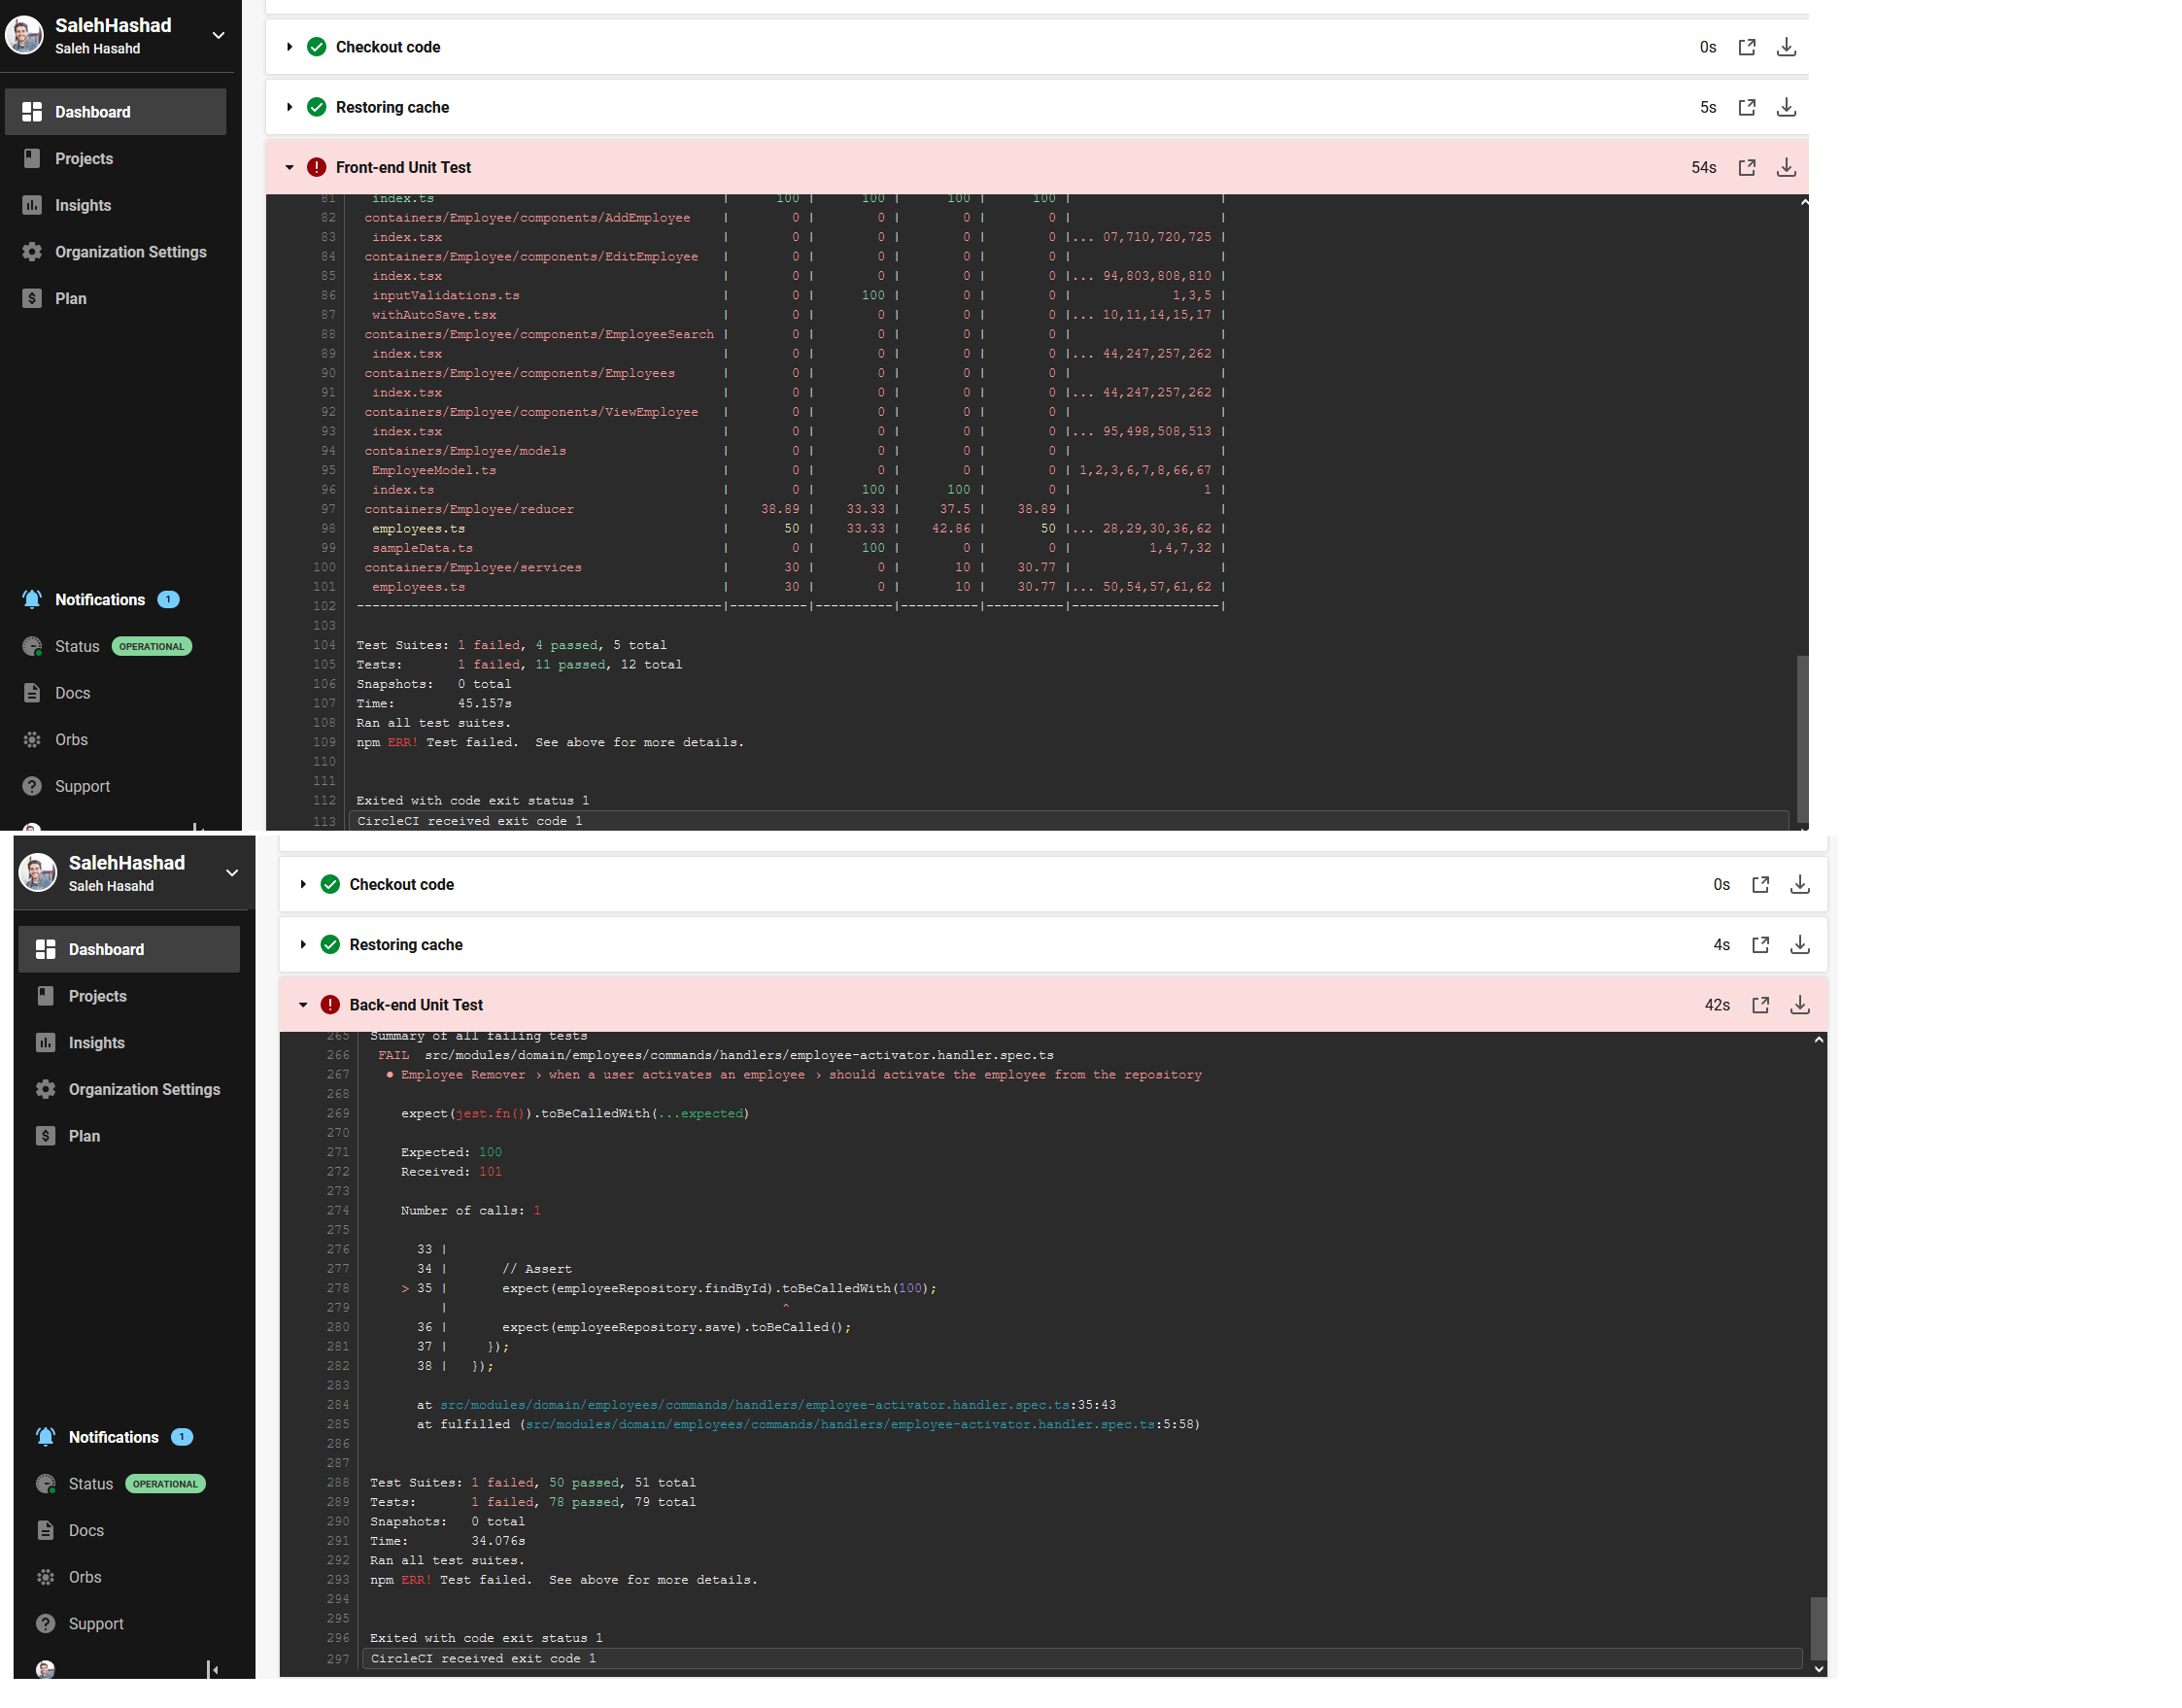 SalehHashad
Saleh Hasahd
Dashboard
Projects
Insights
Organization Settings
Plan
Notifications 1
Status OPERATIONAL
Docs
Orbs
Support
Checkout code 0s
Restoring cache 5s
Front-end Unit Test 54s
81 index.ts | 100 | 100 | 100 | 100 | |
82 containers/Employee/components/AddEmployee | 0 | 0 | 0 | 0 | |
83 index.tsx | 0 | 0 | 0 | 0 |... 07,710,720,725 |
84 containers/Employee/components/EditEmployee | 0 | 0 | 0 | 0 | |
85 index.tsx | 0 | 0 | 0 | 0 |... 94,803,808,810 |
86 inputValidations.ts | 0 | 100 | 0 | 0 | 1,3,5 |
87 withAutoSave.tsx | 0 | 0 | 0 | 0 |... 10,11,14,15,17 |
88 containers/Employee/components/EmployeeSearch | 0 | 0 | 0 | 0 | |
89 index.tsx | 0 | 0 | 0 | 0 |... 44,247,257,262 |
90 containers/Employee/components/Employees | 0 | 0 | 0 | 0 | |
91 index.tsx | 0 | 0 | 0 | 0 |... 44,247,257,262 |
92 containers/Employee/components/ViewEmployee | 0 | 0 | 0 | 0 | |
93 index.tsx | 0 | 0 | 0 | 0 |... 95,498,508,513 |
94 containers/Employee/models | 0 | 0 | 0 | 0 | |
95 EmployeeModel.ts | 0 | 0 | 0 | 0 | 1,2,3,6,7,8,66,67 |
96 index.ts | 0 | 100 | 100 | 0 | 1 |
97 containers/Employee/reducer | 38.89 | 33.33 | 37.5 | 38.89 | |
98 employees.ts | 50 | 33.33 | 42.86 | 50 |... 28,29,30,36,62 |
99 sampleData.ts | 0 | 100 | 0 | 0 | 1,4,7,32 |
100 containers/Employee/services | 30 | 0 | 10 | 30.77 | |
101 employees.ts | 30 | 0 | 10 | 30.77 |... 50,54,57,61,62 |
102 ---------------------------------------------------|----------|----------|----------|----------|-------------------|
103
104 Test Suites: 1 failed, 4 passed, 5 total
105 Tests: 1 failed, 11 passed, 12 total
106 Snapshots: 0 total
107 Time: 45.157s
108 Ran all test suites.
109 npm ERR! Test failed. See above for more details.
110
111
112 Exited with code exit status 1
113 CircleCI received exit code 1
SalehHashad
Saleh Hasahd
Dashboard
Projects
Insights
Organization Settings
Plan
Notifications 1
Status OPERATIONAL
Docs
Orbs
Support
Checkout code 0s
Restoring cache 4s
Back-end Unit Test 42s
265 Summary of all failing tests
266 FAIL src/modules/domain/employees/commands/handlers/employee-activator.handler.spec.ts
267 ● Employee Remover › when a user activates an employee › should activate the employee from the repository
268
269 expect(jest.fn()).toBeCalledWith(...expected)
270
271 Expected: 100
272 Received: 101
273
274 Number of calls: 1
275
276 33 |
277 34 | // Assert
278 > 35 | expect(employeeRepository.findById).toBeCalledWith(100);
279 | ^
280 36 | expect(employeeRepository.save).toBeCalled();
281 37 | });
282 38 | });
283
284 at src/modules/domain/employees/commands/handlers/employee-activator.handler.spec.ts:35:43
285 at fulfilled (src/modules/domain/employees/commands/handlers/employee-activator.handler.spec.ts:5:58)
286
287
288 Test Suites: 1 failed, 50 passed, 51 total
289 Tests: 1 failed, 78 passed, 79 total
290 Snapshots: 0 total
291 Time: 34.076s
292 Ran all test suites.
293 npm ERR! Test failed. See above for more details.
294
295
296 Exited with code exit status 1
297 CircleCI received exit code 1